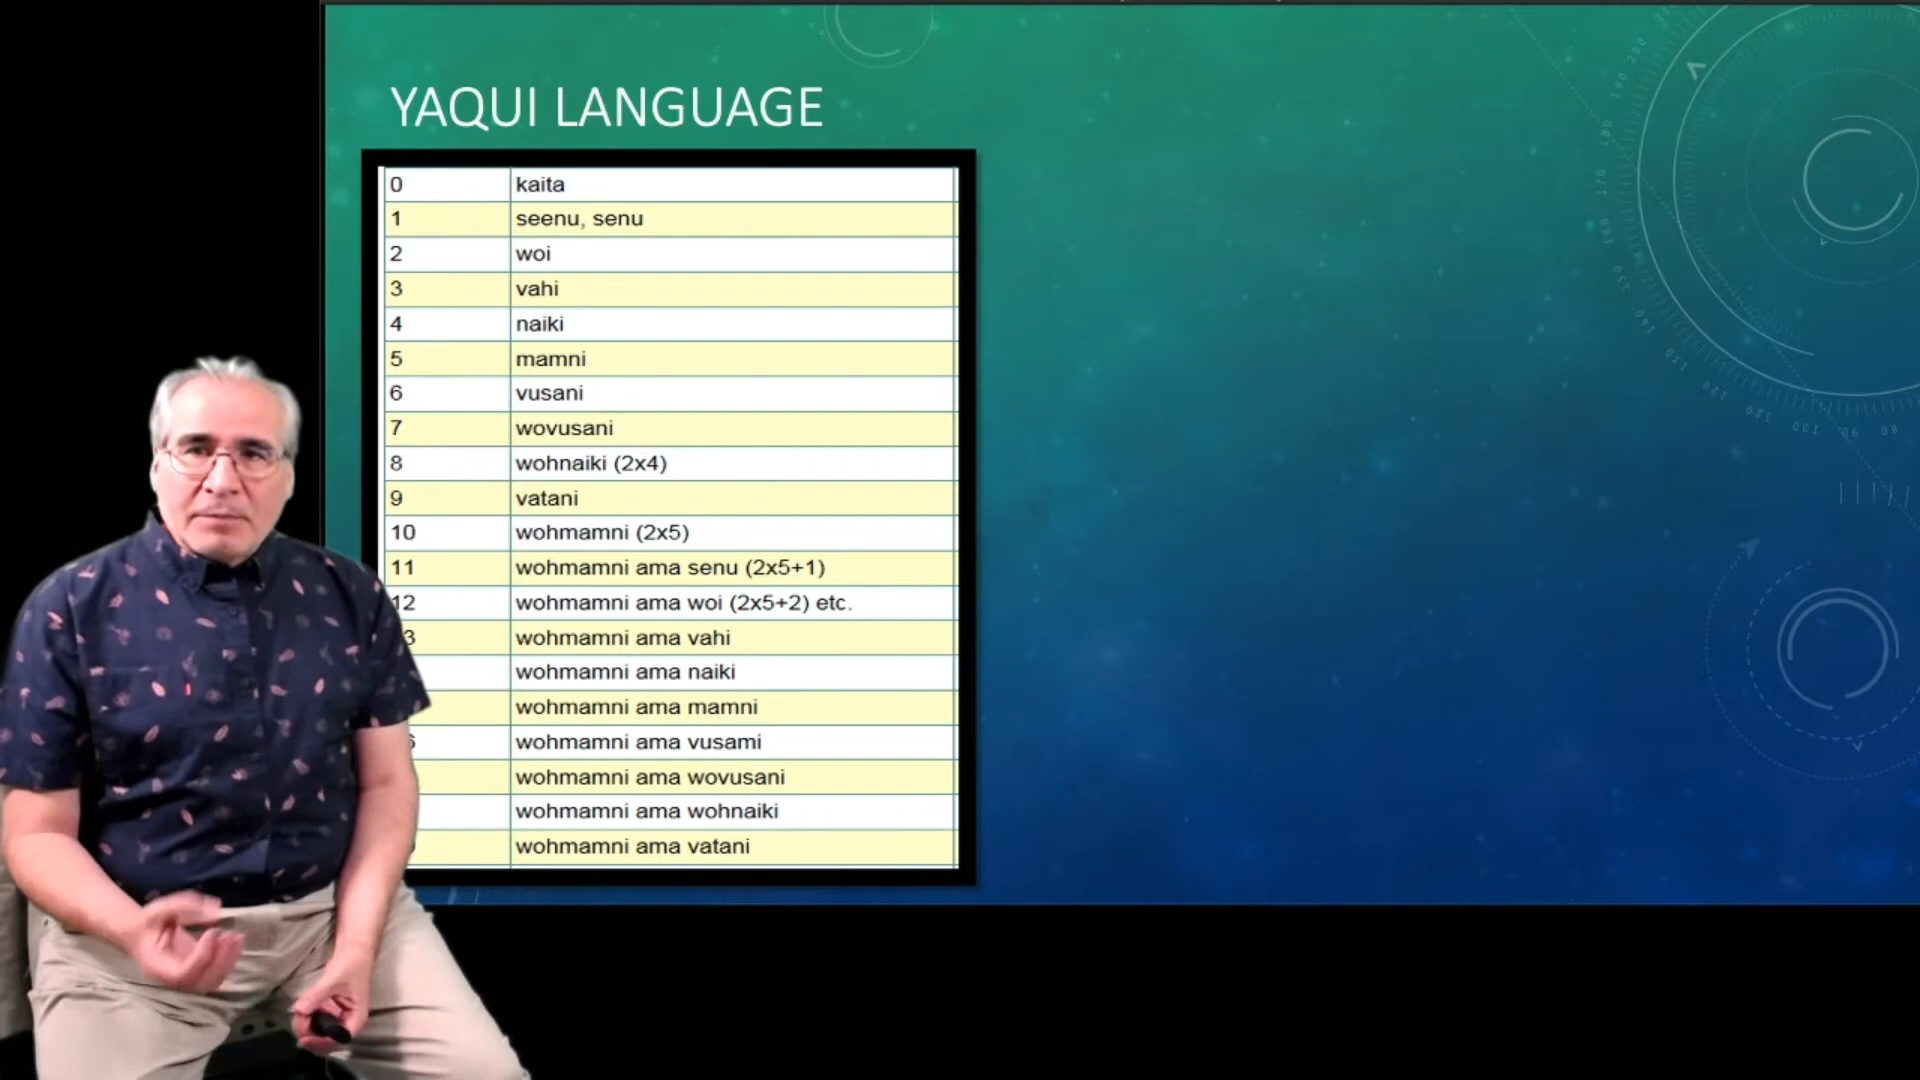 YAQUI LANGUAGE
0 kaita
1 seenu, senu
2 woi
3 vahi
4 naiki
5 mamni
6 vusani
7 wovusani
8 wohnaiki (2x4)
9 vatani
10 wohmamni (2x5)
11 wohmamni ama senu (2x5+1)
12 wohmamni ama woi (2x5+2) etc.
3 wohmamni ama vahi
wohmamni ama naiki
wohmamni ama mamni
6 wohmamni ama vusami
wohmamni ama wovusani
wohmamni ama wohnaiki
wohmamni ama vatani